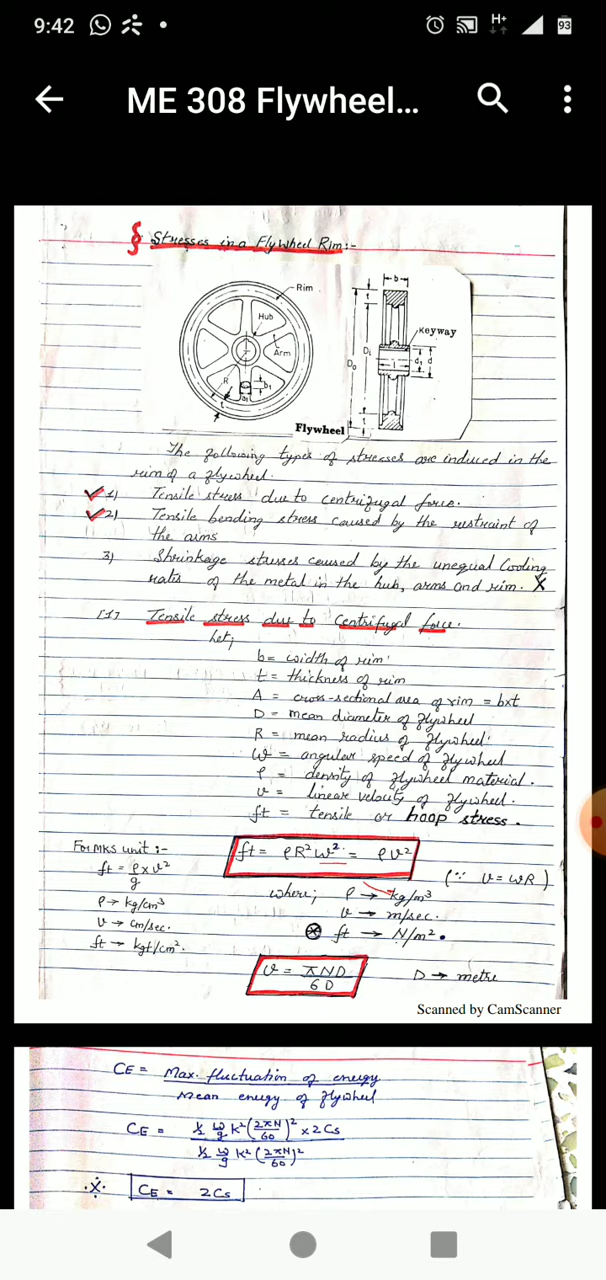 9:42
H+
93
ME 308 Flywheel...
§ Stresses in a Flywheel Rim :-
Rim
Hub
Arm
R
b₁
a₁
t
b
t
Keyway
D₀
Dᵢ
l
d₁
d
t
Flywheel
The following types of stresses are induced in the
rim of a flywheel.
1) Tensile stress due to centrifugal force.
2) Tensile bending stress caused by the restraint of
the arms
3) Shrinkage stresses caused by the unequal Cooling
rates of the metal in the hub, arms and rim. X
[1] Tensile stress due to Centrifugal force.
Let,
b = width of rim
t = thickness of rim
A = cross-sectional area of rim = b×t
D = mean diameter of flywheel
R = mean radius of flywheel
ω = angular speed of flywheel
ρ = density of flywheel material.
v = linear velocity of flywheel.
ft = tensile or hoop stress.
For MKS unit :-
ft = ρ × v²
g
ρ → kg/cm³
v → cm/sec.
ft → kgf/cm².
ft = ρR²ω² = ρv²
(∵ v = ωR)
where; ρ → kg/m³
v → m/sec.
⊗ ft → N/m².
v = πND
60
D → metre
Scanned by CamScanner
CE = Max. fluctuation of energy
Mean energy of flywheel
CE = ½ w/g k² (2πN/60)² × 2Cs
½ w/g k² (2πN/60)²
CE = 2Cs